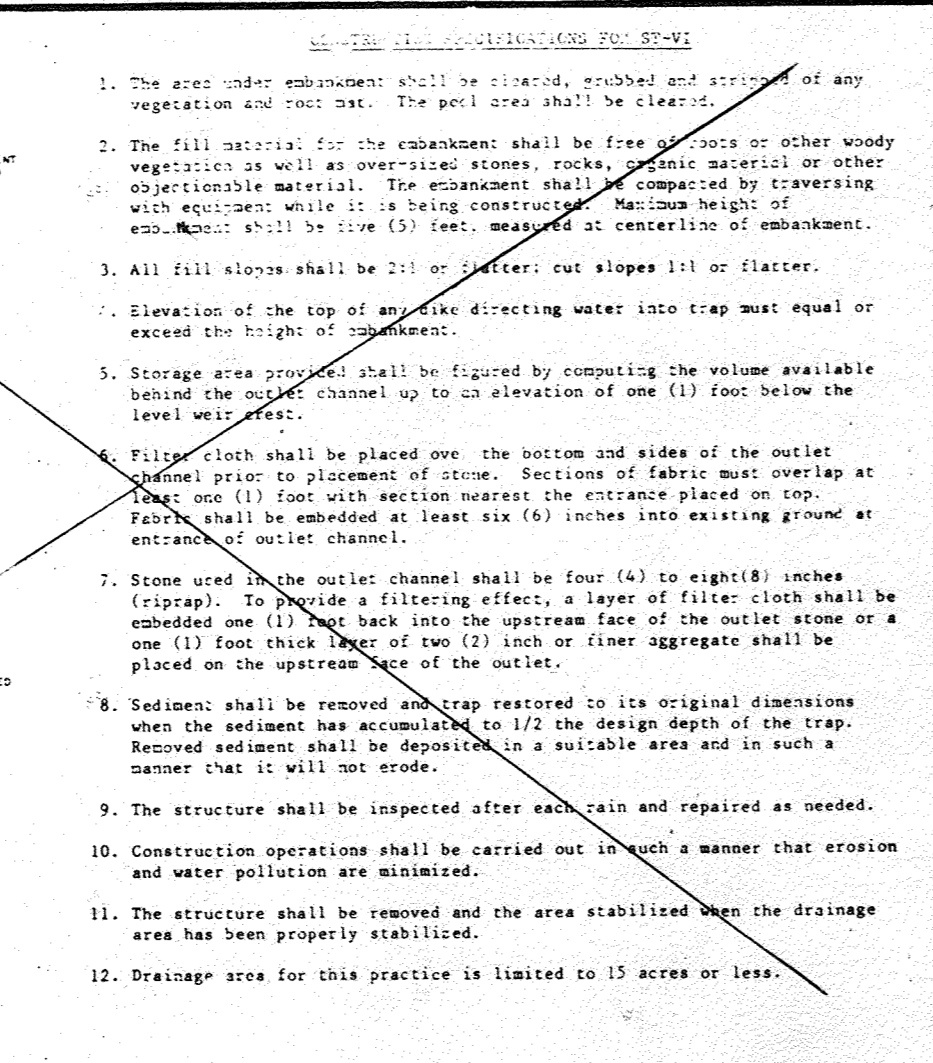 CONSTRUCTION SPECIFICATIONS FOR ST-VI
1. The area under embankment shall be cleared, grubbed and stripped of any
vegetation and root mat. The pool area shall be cleared.
2. The fill material for the embankment shall be free of roots or other woody
vegetation as well as over-sized stones, rocks, organic material or other
objectionable material. The embankment shall be compacted by traversing
with equipment while it is being constructed. Maximum height of
embankment shall be five (5) feet, measured at centerline of embankment.
3. All fill slopes shall be 2:1 or flatter; cut slopes 1:1 or flatter.
4. Elevation of the top of any dike directing water into trap must equal or
exceed the height of embankment.
5. Storage area provided shall be figured by computing the volume available
behind the outlet channel up to an elevation of one (1) foot below the
level weir crest.
6. Filter cloth shall be placed ove the bottom and sides of the outlet
channel prior to placement of stone. Sections of fabric must overlap at
least one (1) foot with section nearest the entrance placed on top.
Fabric shall be embedded at least six (6) inches into existing ground at
entrance of outlet channel.
7. Stone used in the outlet channel shall be four (4) to eight(8) inches
(riprap). To provide a filtering effect, a layer of filter cloth shall be
embedded one (1) foot back into the upstream face of the outlet stone or a
one (1) foot thick layer of two (2) inch or finer aggregate shall be
placed on the upstream face of the outlet.
8. Sediment shall be removed and trap restored to its original dimensions
when the sediment has accumulated to 1/2 the design depth of the trap.
Removed sediment shall be deposited in a suitable area and in such a
manner that it will not erode.
9. The structure shall be inspected after each rain and repaired as needed.
10. Construction operations shall be carried out in such a manner that erosion
and water pollution are minimized.
11. The structure shall be removed and the area stabilized when the drainage
area has been properly stabilized.
12. Drainage area for this practice is limited to 15 acres or less.